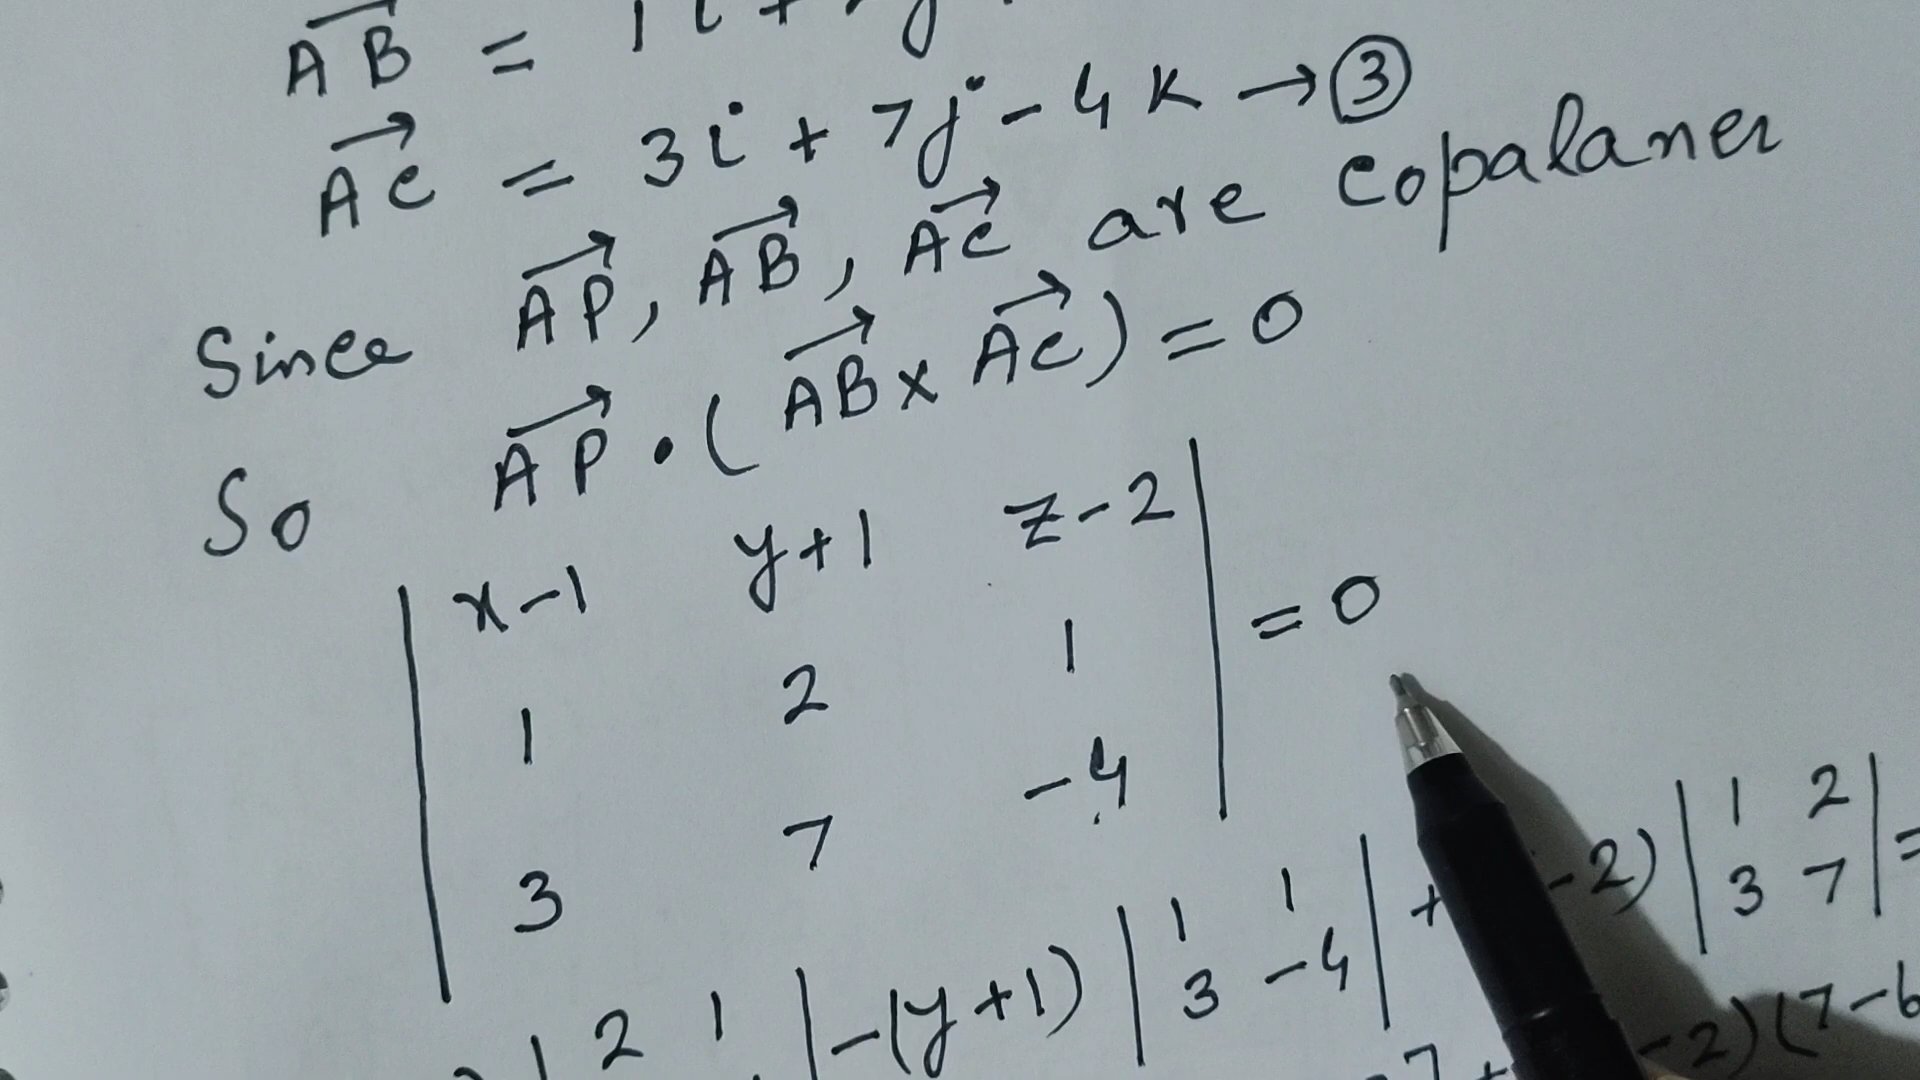 AB =
AC = 3i + 7j - 4k → ③
Since AP, AB, AC are copalaner
So AP . ( AB x AC ) = 0
| x-1 y+1 z-2 |
| 1 2 1 | = 0
| 3 7 -4 |
| 2 1 | - (y+1) | 1 1 | + -2) | 1 2 | =
| 3 -4 | | 3 7 |
-2)(7-6